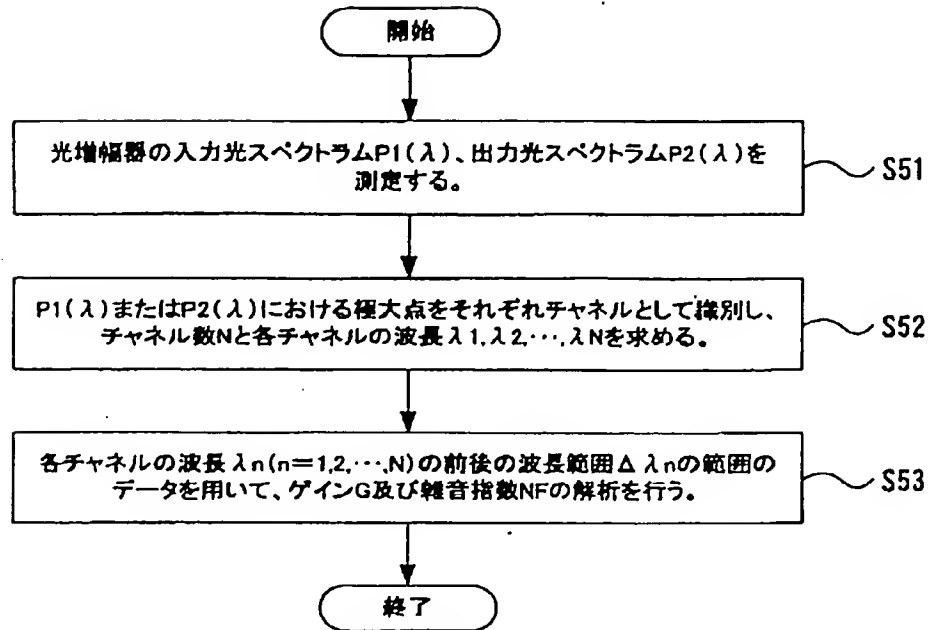 開始
光増幅器の入力光スペクトラムP1(λ)、出力光スペクトラムP2(λ)を
測定する。
S51
P1(λ)またはP2(λ)における極大点をそれぞれチャネルとして識別し、
チャネル数Nと各チャネルの波長λ1,λ2,…,λNを求める。
S52
各チャネルの波長λn(n=1,2,…,N)の前後の波長範囲Δλnの範囲の
データを用いて、ゲインG及び雑音指数NFの解析を行う。
S53
終了